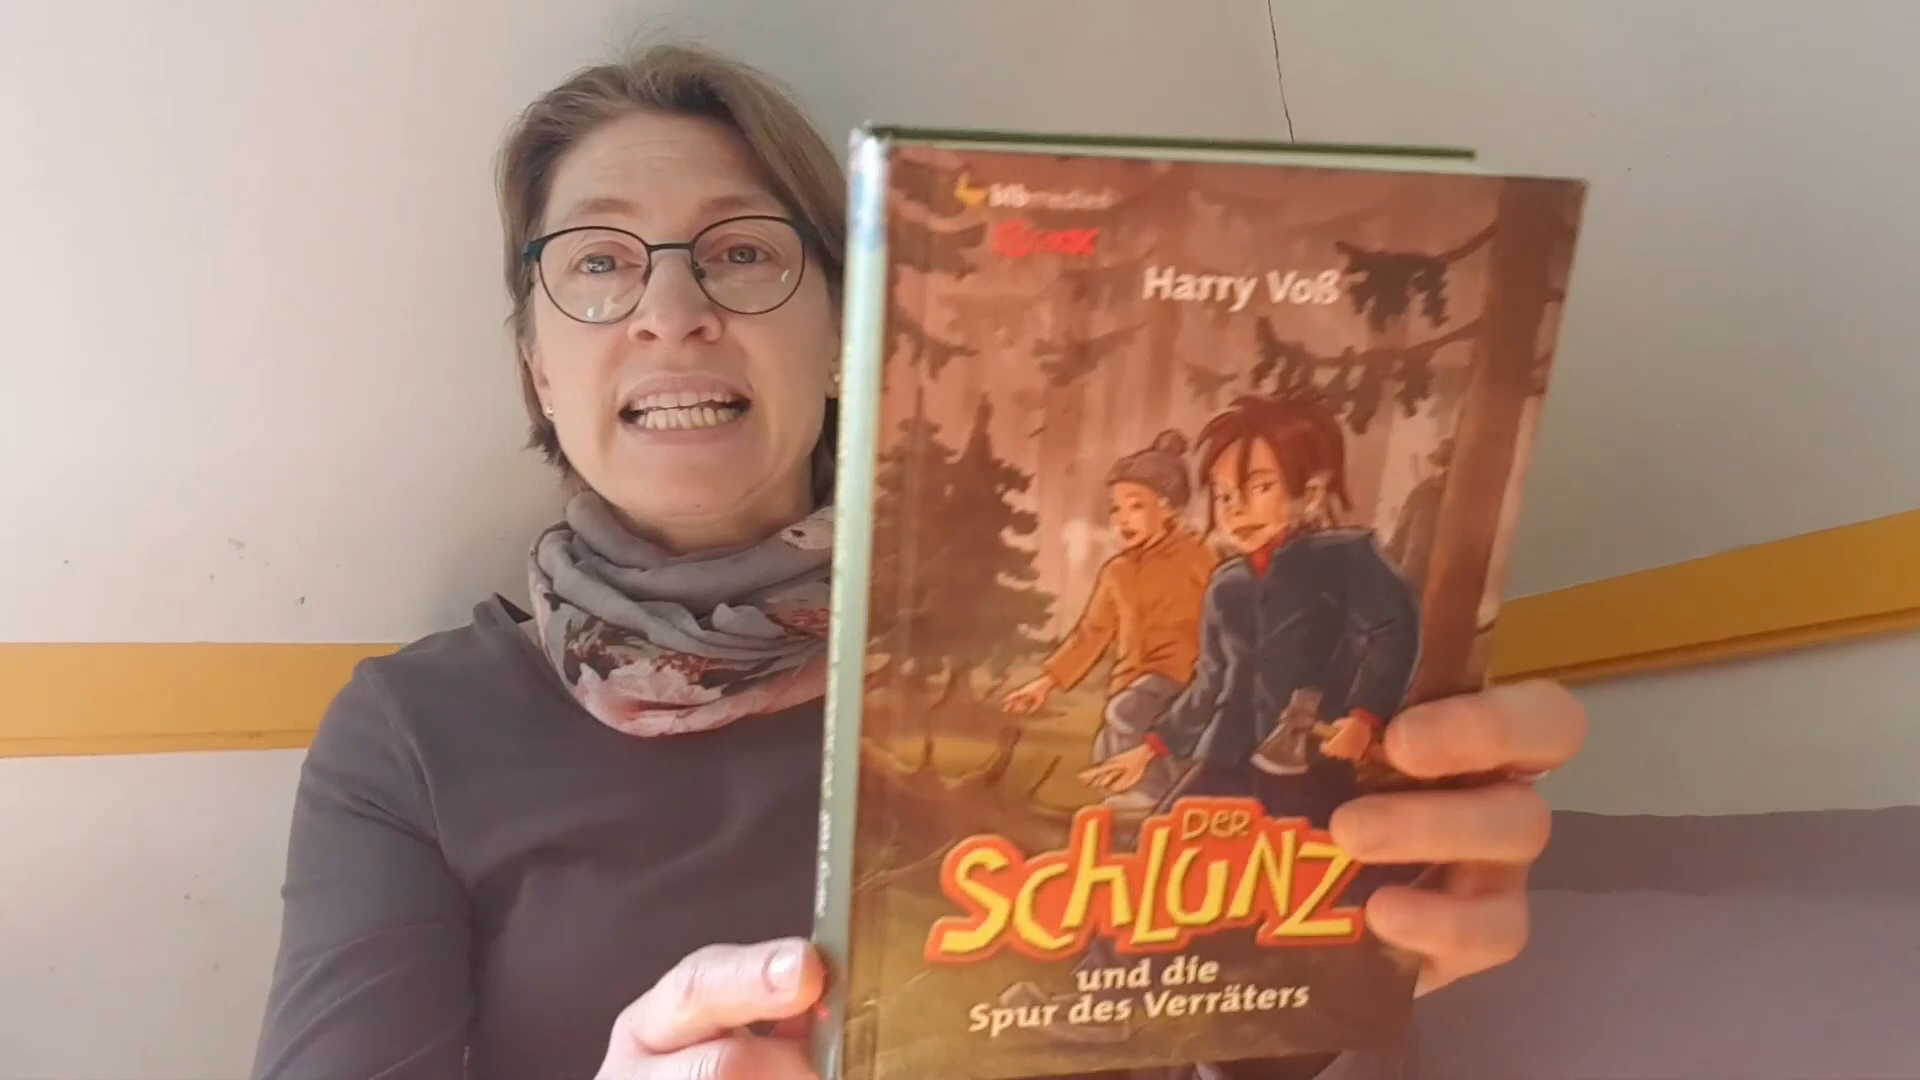 Harry Voß
DER
SCHLUNZ
und die
Spur des Verräters